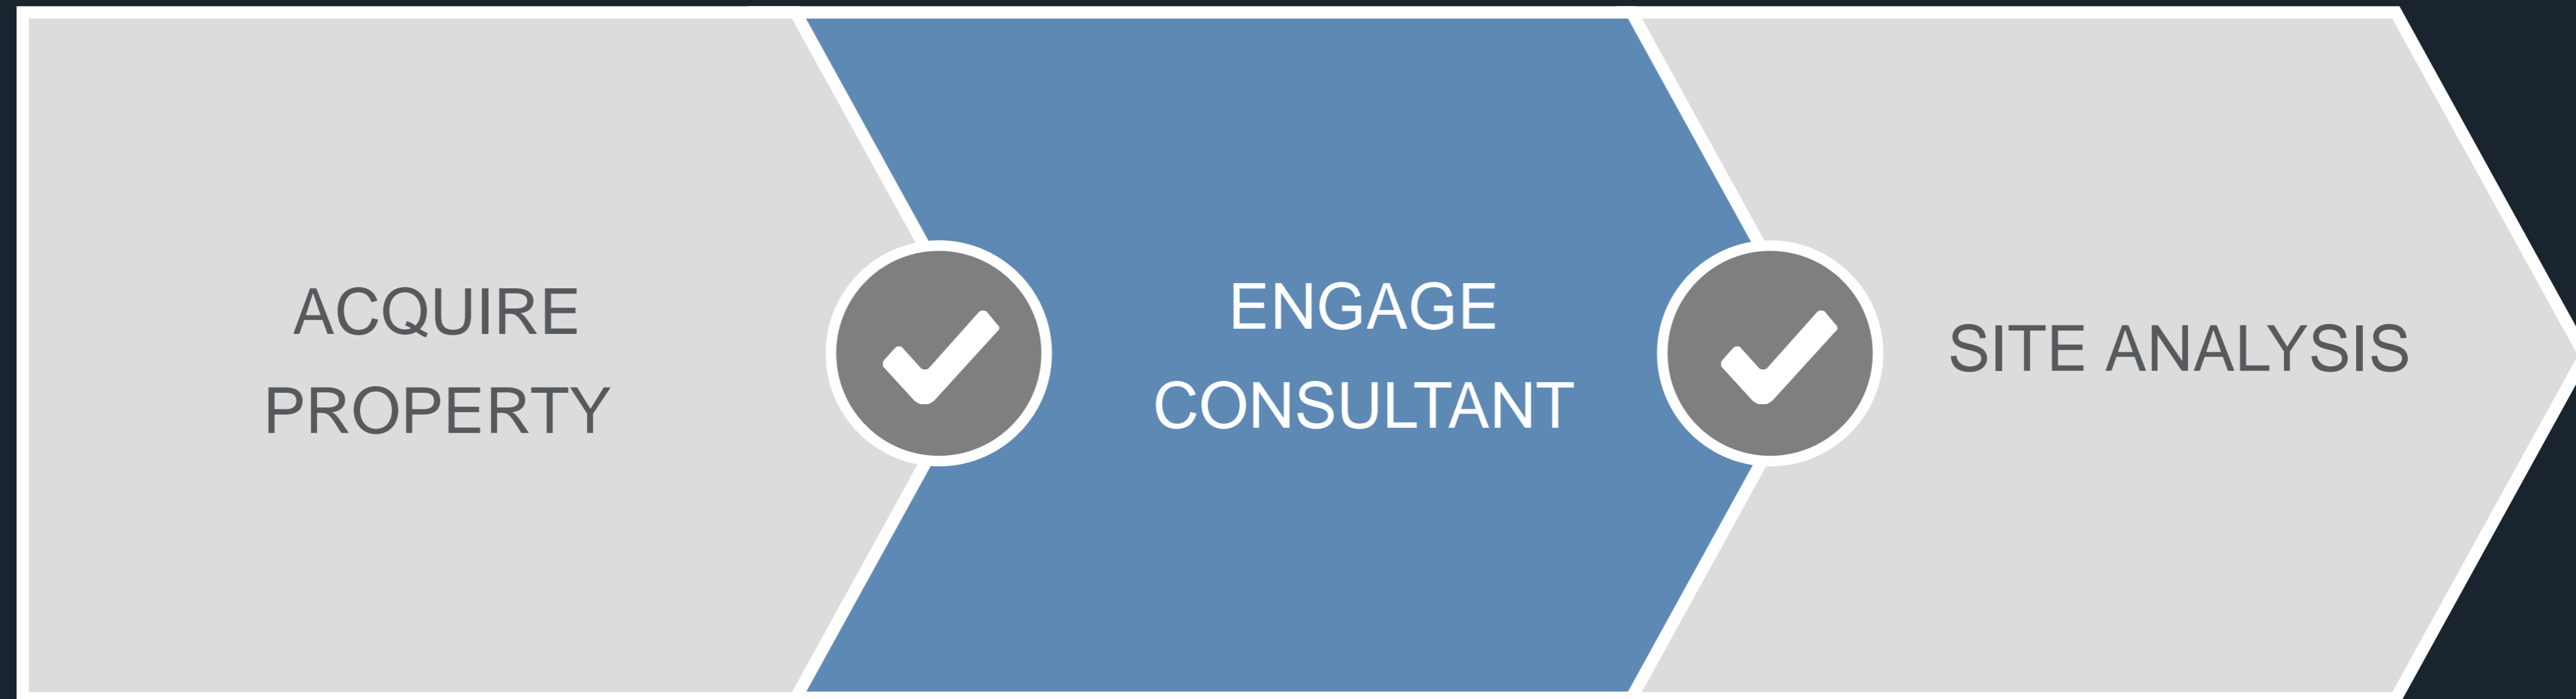 ACQUIRE
PROPERTY
ENGAGE
CONSULTANT
SITE ANALYSIS